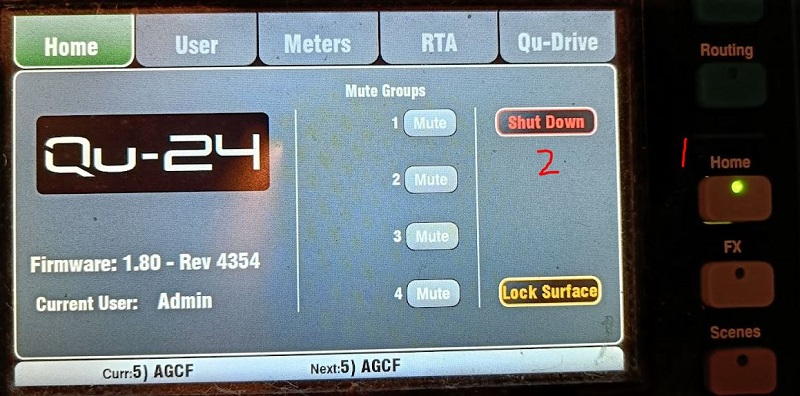 Home User Meters RTA Qu-Drive
Routing
Mute Groups
1 Mute
Shut Down
Qu-24
2
1
Home
2 Mute
3 Mute
FX
Firmware: 1.80 - Rev 4354
Current User: Admin
4 Mute
Lock Surface
Scenes
Curr:5) AGCF
Next:5) AGCF